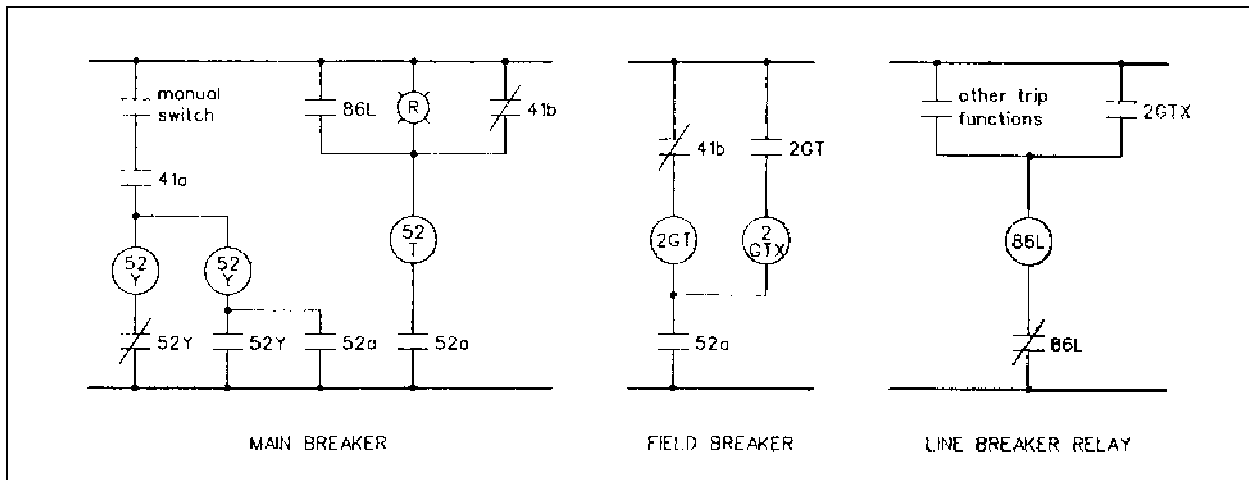 manual
switch
41a
52
Y
52
Y
52Y
52Y
52a
86L
R
41b
52
T
52a
MAIN BREAKER
41b
2GT
2GT
2
GTX
52a
FIELD BREAKER
other trip
functions
2GTX
86L
86L
LINE BREAKER RELAY